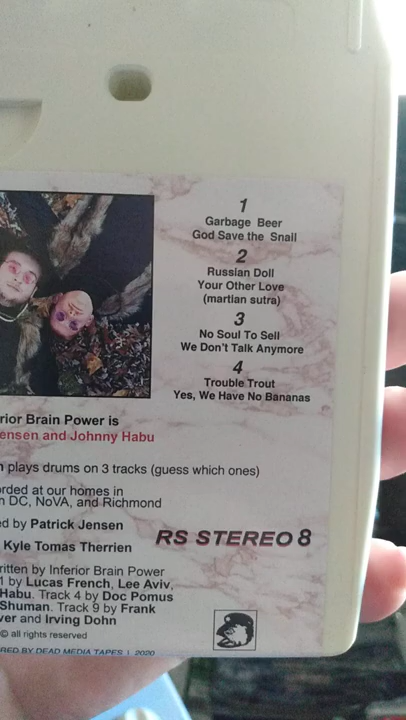 1
Garbage Beer
God Save the Snail
2
Russian Doll
Your Other Love
(martian sutra)
3
No Soul To Sell
We Don't Talk Anymore
4
Trouble Trout
Yes, We Have No Bananas
rior Brain Power is
ensen and Johnny Habu
n plays drums on 3 tracks (guess which ones)
rded at our homes in
n DC, NoVA, and Richmond
ed by Patrick Jensen
Kyle Tomas Therrien
RS STEREO 8
ritten by Inferior Brain Power
1 by Lucas French, Lee Aviv,
Habu. Track 4 by Doc Pomus
Shuman. Track 9 by Frank
ver and Irving Dohn
© all rights reserved
RED BY DEAD MEDIA TAPES 2020